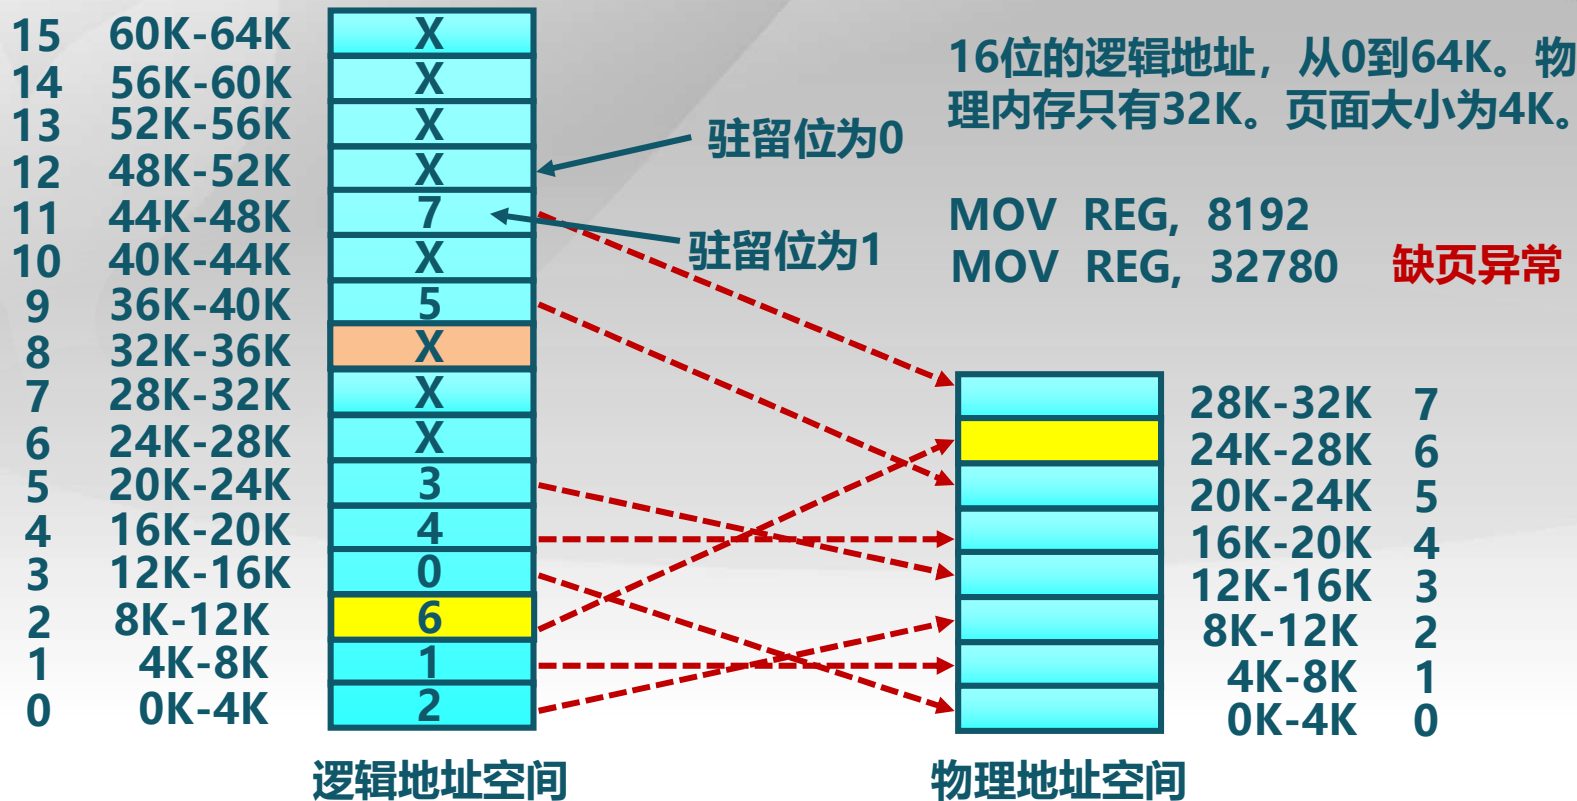 15 60K-64K X
14 56K-60K X
13 52K-56K X
12 48K-52K X
11 44K-48K 7
10 40K-44K X
9 36K-40K 5
8 32K-36K X
7 28K-32K X
6 24K-28K X
5 20K-24K 3
4 16K-20K 4
3 12K-16K 0
2 8K-12K 6
1 4K-8K 1
0 0K-4K 2
逻辑地址空间
驻留位为0
驻留位为1
16位的逻辑地址，从0到64K。物
理内存只有32K。页面大小为4K。
MOV REG, 8192
MOV REG, 32780 缺页异常
28K-32K 7
24K-28K 6
20K-24K 5
16K-20K 4
12K-16K 3
8K-12K 2
4K-8K 1
0K-4K 0
物理地址空间